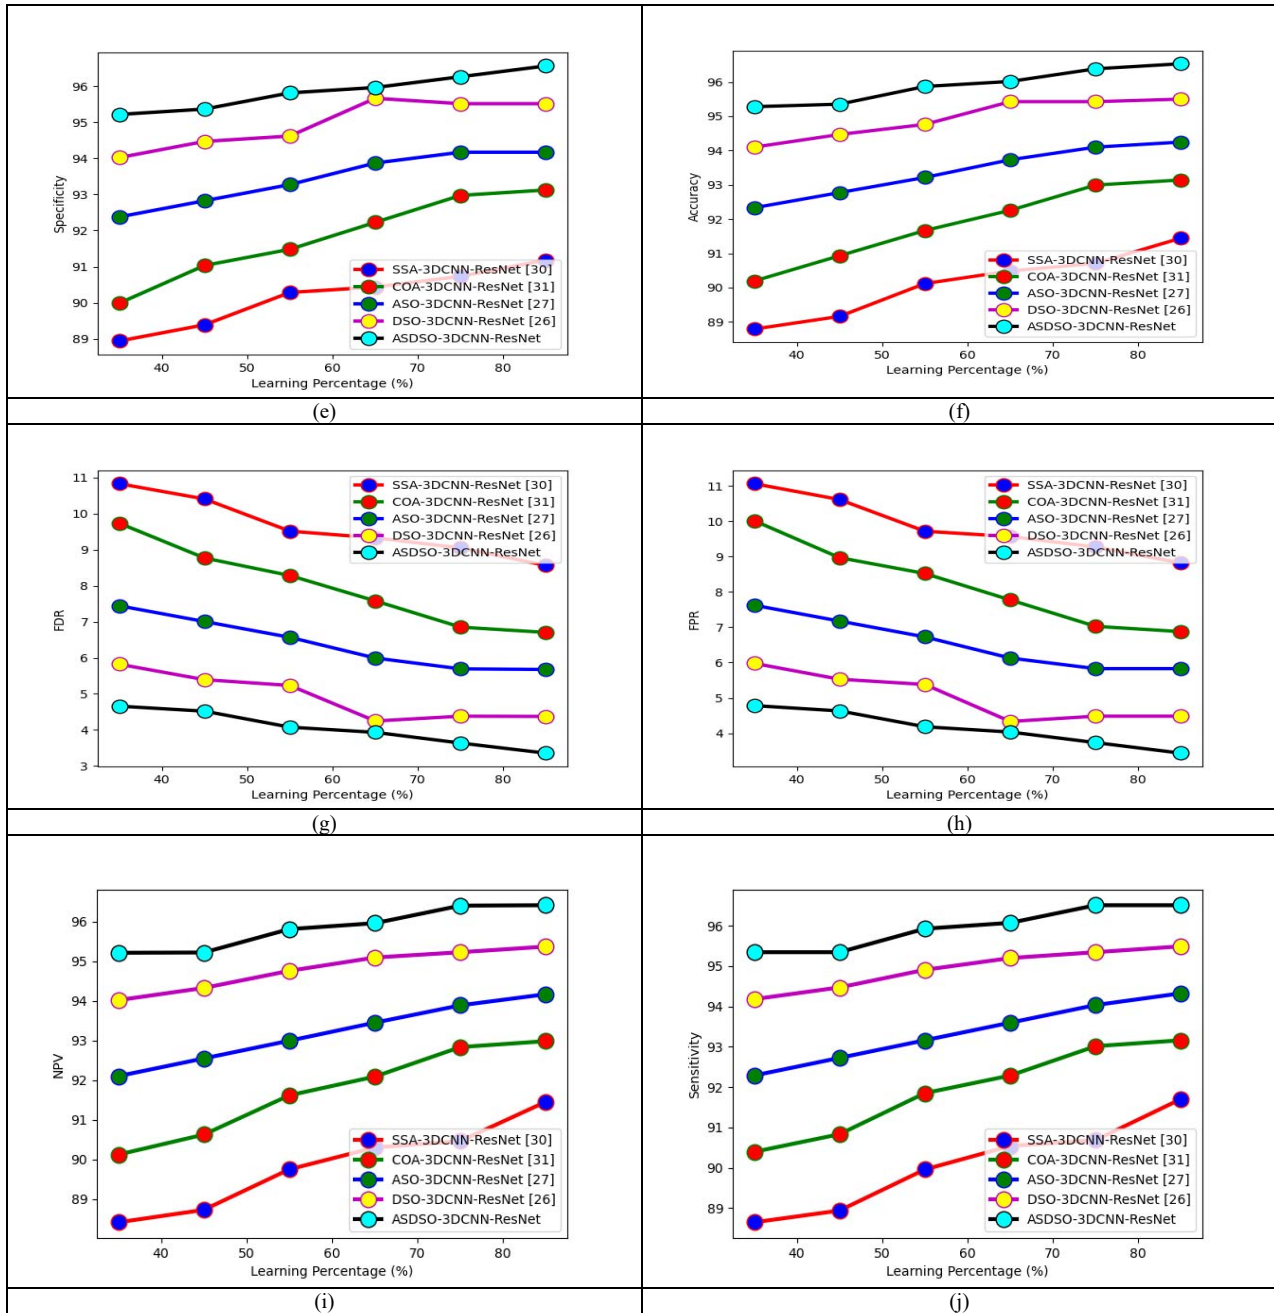 96
95
94
93
92
91
90
89
Specificity
SSA-3DCNN-ResNet [30]
COA-3DCNN-ResNet [31]
ASO-3DCNN-ResNet [27]
DSO-3DCNN-ResNet [26]
ASDSO-3DCNN-ResNet
40 50 60 70 80
Learning Percentage (%)
(e)
96
95
94
93
92
91
90
89
Accuracy
SSA-3DCNN-ResNet [30]
COA-3DCNN-ResNet [31]
ASO-3DCNN-ResNet [27]
DSO-3DCNN-ResNet [26]
ASDSO-3DCNN-ResNet
40 50 60 70 80
Learning Percentage (%)
(f)
11
10
9
8
7
6
5
4
3
FDR
SSA-3DCNN-ResNet [30]
COA-3DCNN-ResNet [31]
ASO-3DCNN-ResNet [27]
DSO-3DCNN-ResNet [26]
ASDSO-3DCNN-ResNet
40 50 60 70 80
Learning Percentage (%)
(g)
11
10
9
8
7
6
5
4
FPR
SSA-3DCNN-ResNet [30]
COA-3DCNN-ResNet [31]
ASO-3DCNN-ResNet [27]
DSO-3DCNN-ResNet [26]
ASDSO-3DCNN-ResNet
40 50 60 70 80
Learning Percentage (%)
(h)
96
95
94
93
92
91
90
89
NPV
SSA-3DCNN-ResNet [30]
COA-3DCNN-ResNet [31]
ASO-3DCNN-ResNet [27]
DSO-3DCNN-ResNet [26]
ASDSO-3DCNN-ResNet
40 50 60 70 80
Learning Percentage (%)
(i)
96
95
94
93
92
91
90
89
Sensitivity
SSA-3DCNN-ResNet [30]
COA-3DCNN-ResNet [31]
ASO-3DCNN-ResNet [27]
DSO-3DCNN-ResNet [26]
ASDSO-3DCNN-ResNet
40 50 60 70 80
Learning Percentage (%)
(j)